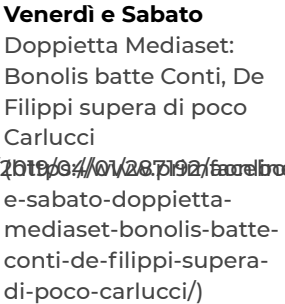 Venerdì e Sabato
Doppietta Mediaset:
Bonolis batte Conti, De
Filippi supera di poco
Carlucci
e-sabato-doppietta-
mediaset-bonolis-batte-
conti-de-filippi-supera-
di-poco-carlucci/)